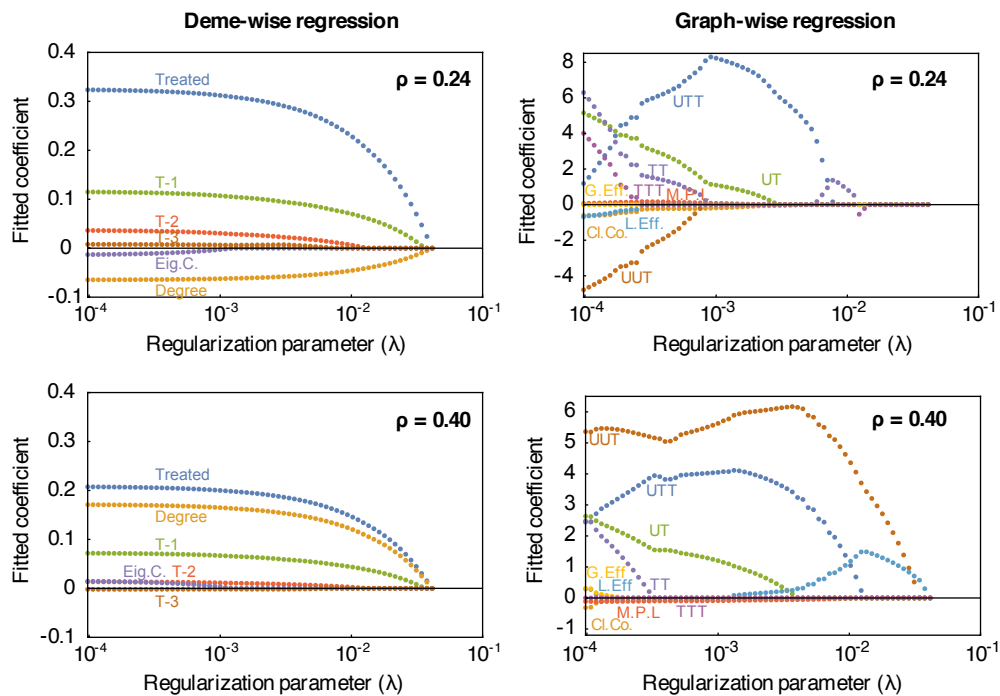 Deme-wise regression
Graph-wise regression
0.4
0.3
0.2
0.1
0
-0.1
Fitted coefficient
ρ = 0.24
Treated
T-1
T-2
T-3
Eig.C.
Degree
10-4
10-3
10-2
10-1
Regularization parameter (λ)
8
6
4
2
0
-2
-4
Fitted coefficient
ρ = 0.24
UTT
TT
UT
G.Eff.
TTT
M.P.L
L.Eff.
Cl.Co.
UUT
10-4
10-3
10-2
10-1
Regularization parameter (λ)
0.4
0.3
0.2
0.1
0
-0.1
Fitted coefficient
ρ = 0.40
Treated
Degree
T-1
Eig.C.
T-2
T-3
10-4
10-3
10-2
10-1
Regularization parameter (λ)
6
5
4
3
2
1
0
-1
Fitted coefficient
ρ = 0.40
UUT
UTT
UT
G.Eff
L.Eff
TT
M.P.L
TTT
Cl.Co.
10-4
10-3
10-2
10-1
Regularization parameter (λ)